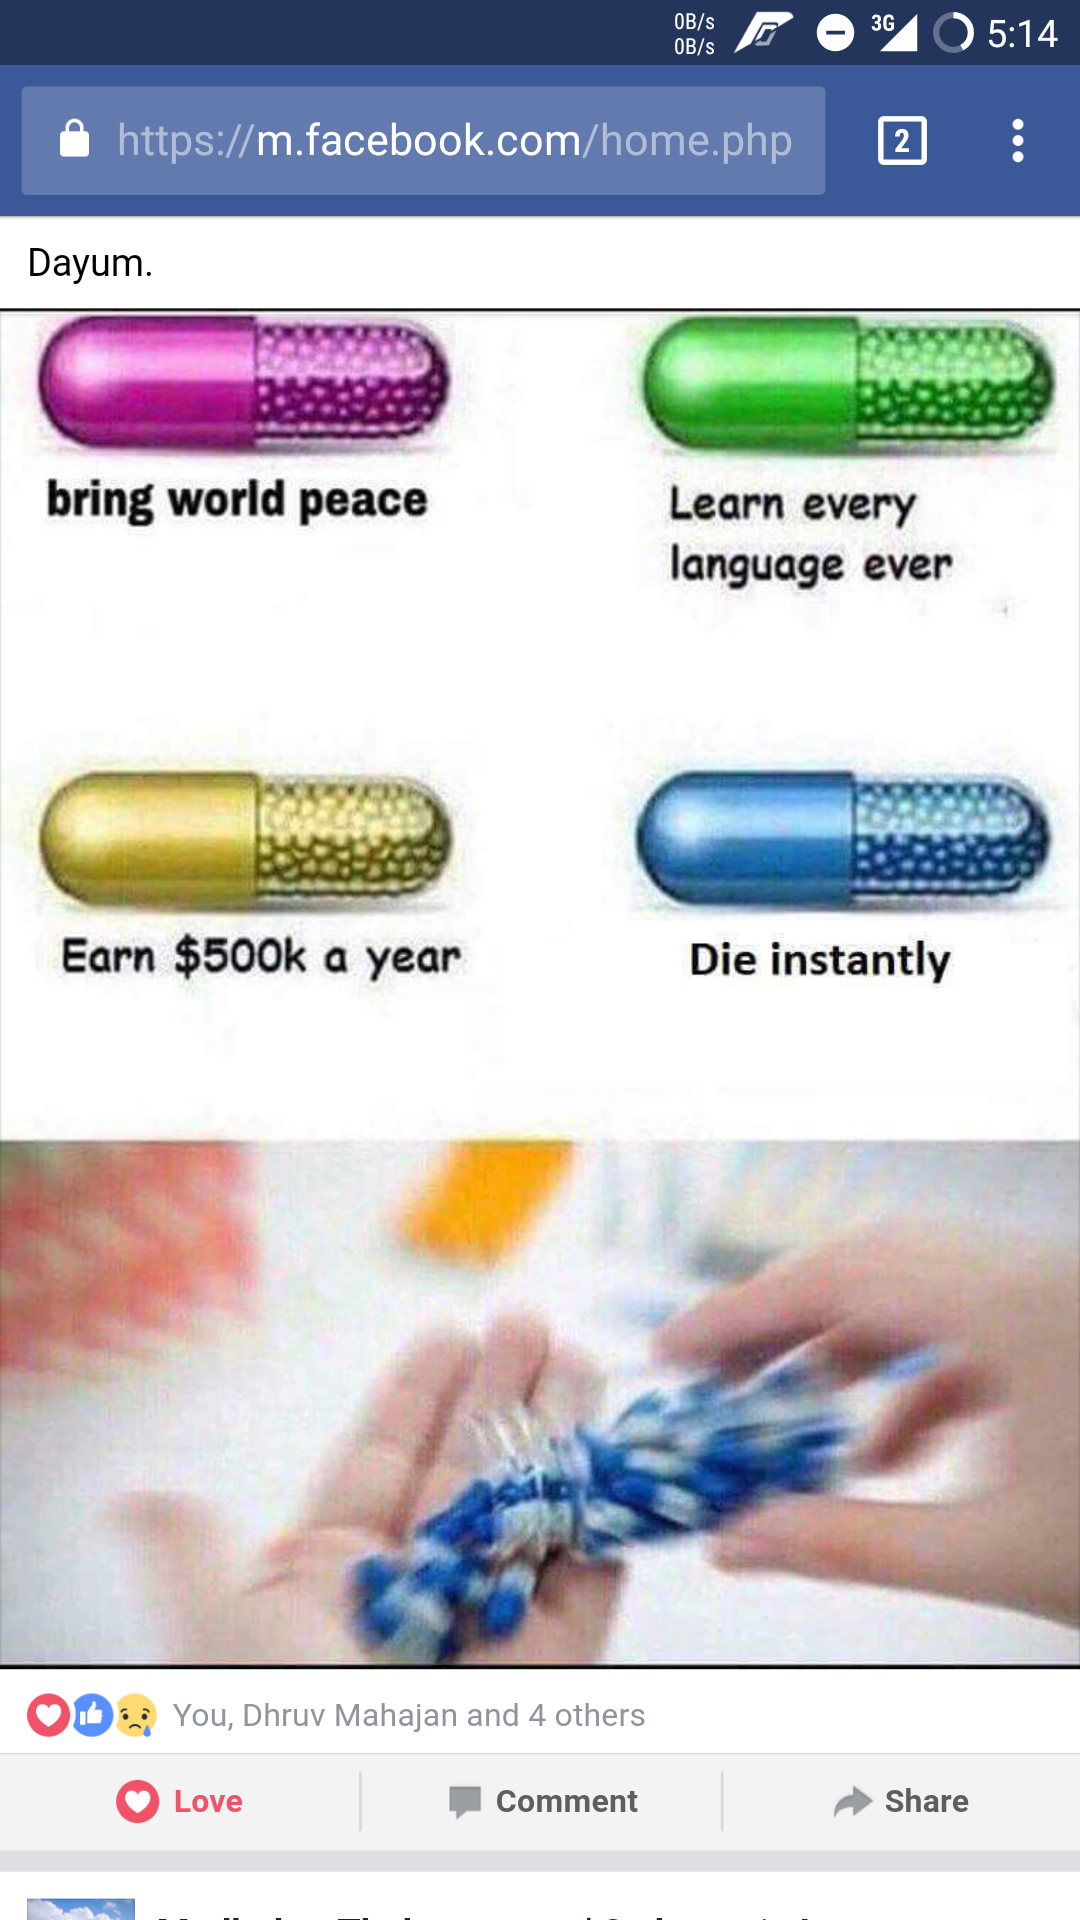 0B/s
0B/s
3G
5:14
https://m.facebook.com/home.php
2
Dayum.
bring world peace
Learn every
language ever
Earn $500k a year
Die instantly
You, Dhruv Mahajan and 4 others
Love
Comment
Share